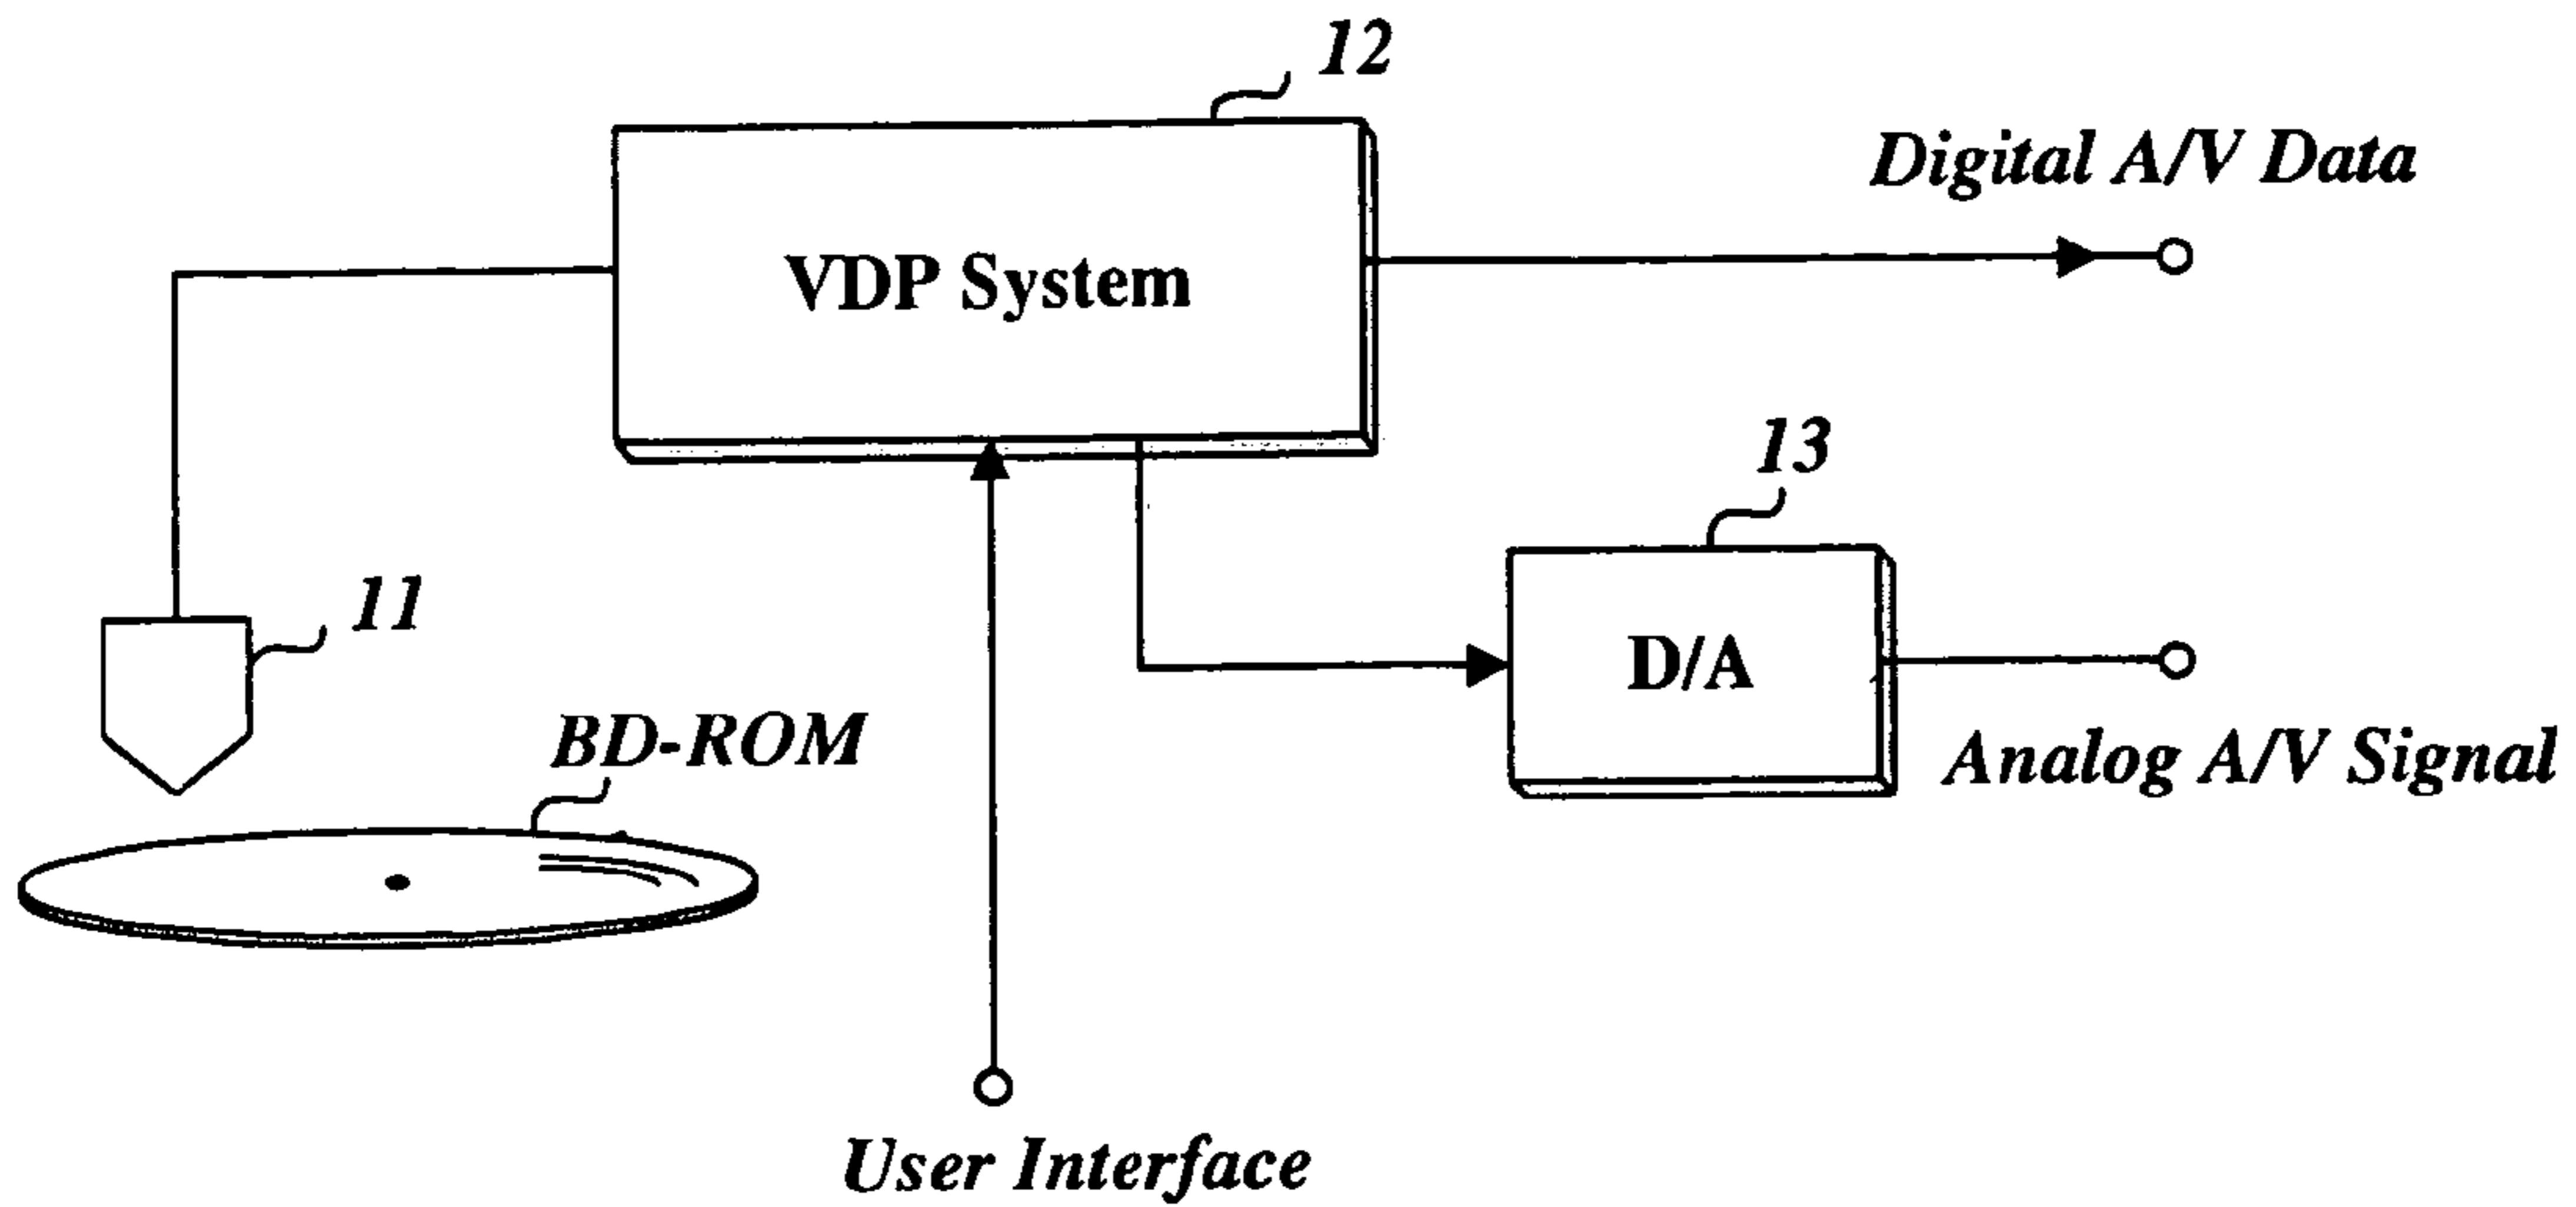 12
Digital A/V Data
VDP System
13
11
D/A
BD-ROM
Analog A/V Signal
User Interface